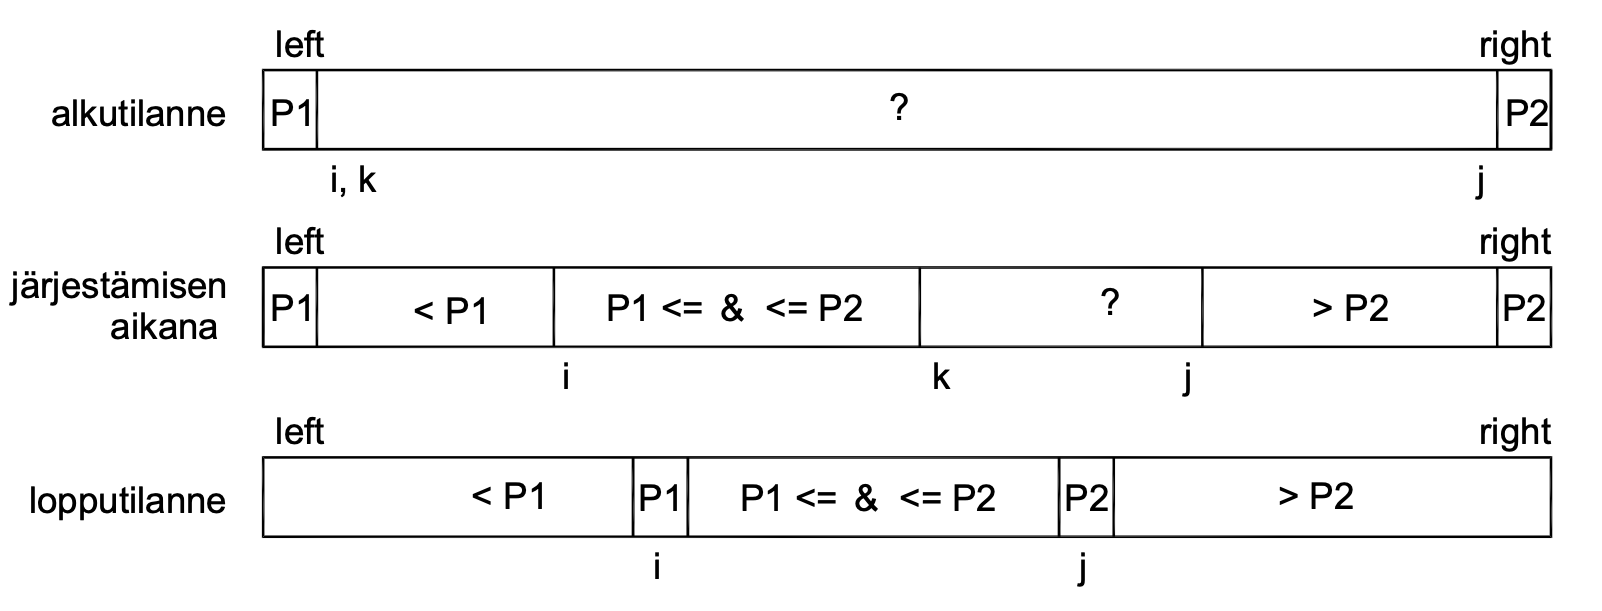 left right
alkutilanne P1 ? P2
i, k j
left right
järjestämisen
aikana P1 < P1 P1 <= & <= P2 ? > P2 P2
i k j
left right
lopputilanne < P1 P1 P1 <= & <= P2 P2 > P2
i j